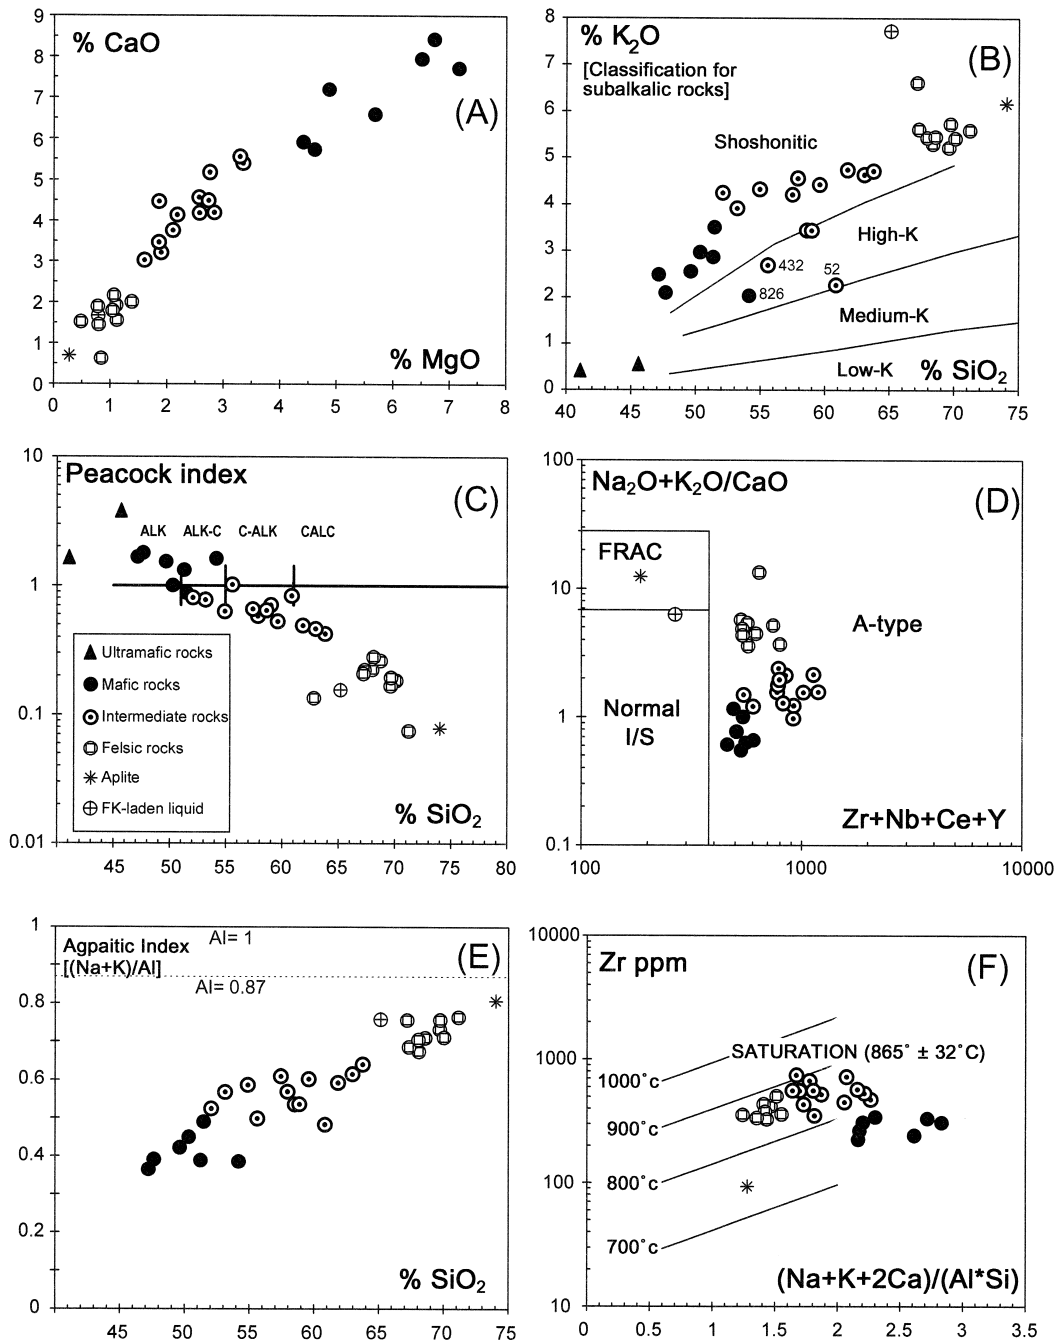 9
8
7
6
5
4
3
2
1
0
% CaO
(A)
% MgO
0 1 2 3 4 5 6 7 8
8
7
6
5
4
3
2
1
0
% K₂O
[Classification for
subalkalic rocks]
(B)
Shoshonitic
High-K
432
52
826
Medium-K
Low-K
% SiO₂
40 45 50 55 60 65 70 75
10
1
0.1
0.01
Peacock index
(C)
ALK ALK-C C-ALK CALC
Ultramafic rocks
Mafic rocks
Intermediate rocks
Felsic rocks
Aplite
FK-laden liquid
% SiO₂
45 50 55 60 65 70 75 80
100
10
1
0.1
Na₂O+K₂O/CaO
(D)
FRAC
A-type
Normal
I/S
Zr+Nb+Ce+Y
100 1000 10000
1
0.8
0.6
0.4
0.2
0
Agpaitic Index
[(Na+K)/Al]
AI= 1
AI= 0.87
(E)
% SiO₂
45 50 55 60 65 70 75
10000
1000
100
10
Zr ppm
(F)
SATURATION (865° ± 32°C)
1000°c
900°c
800°c
700°c
(Na+K+2Ca)/(Al*Si)
0 0.5 1 1.5 2 2.5 3 3.5